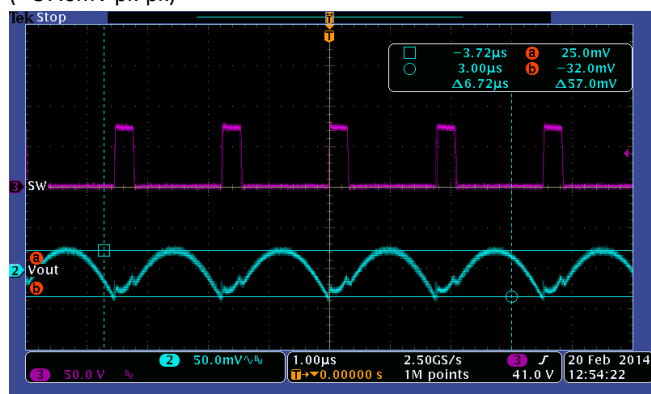 Tek Stop
T
T
□ −3.72µs a 25.0mV
○ 3.00µs b −32.0mV
Δ6.72µs Δ57.0mV
3 SW
a
2 Vout
b
2 50.0mV 1.00µs 2.50GS/s 3 20 Feb 2014
3 50.0 V T→▼0.00000 s 1M points 41.0 V 12:54:22